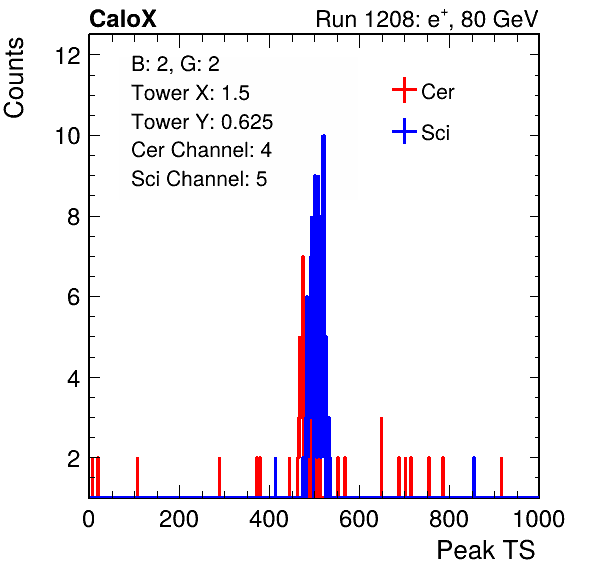 CaloX Run 1208: e⁺, 80 GeV
Counts
B: 2, G: 2
Tower X: 1.5
Tower Y: 0.625
Cer Channel: 4
Sci Channel: 5
Cer
Sci
12
10
8
6
4
2
0 200 400 600 800 1000
Peak TS